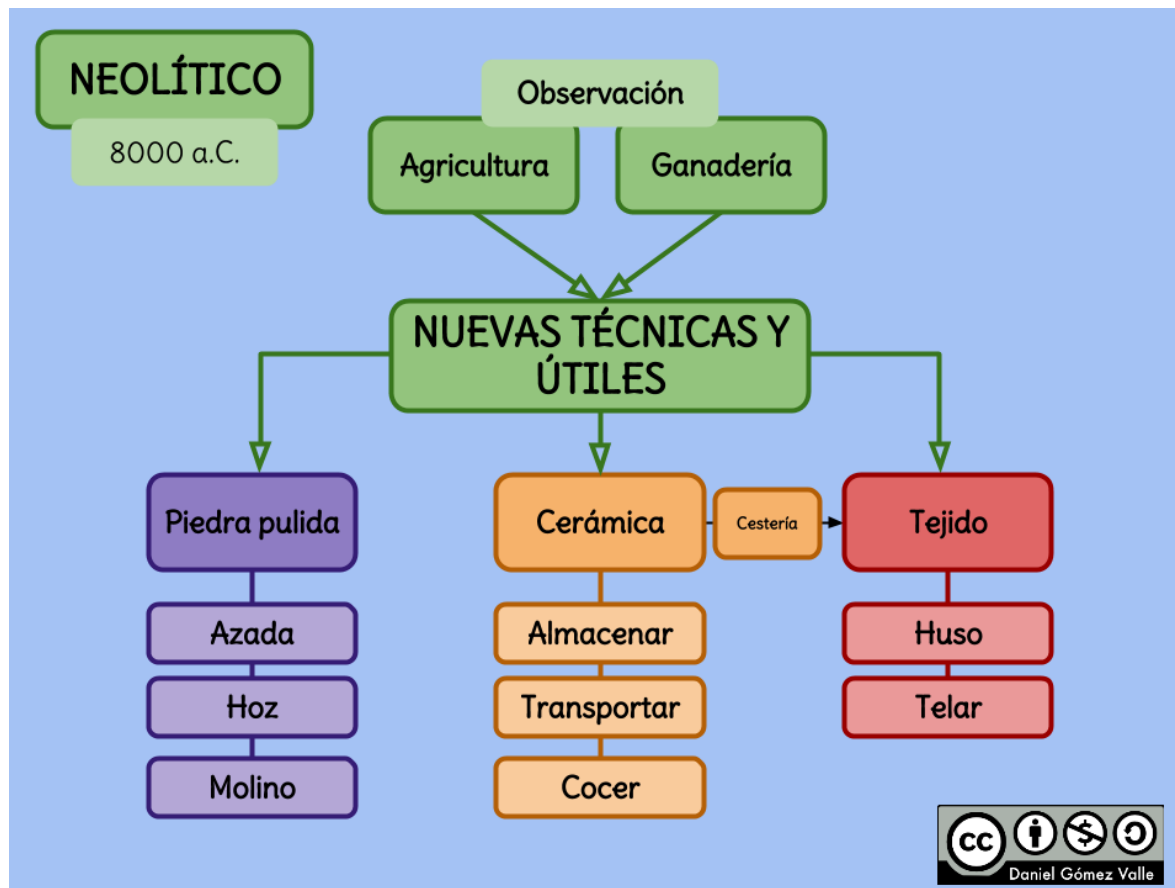 NEOLÍTICO
8000 a.C.
Observación
Agricultura
Ganadería
NUEVAS TÉCNICAS Y
ÚTILES
Piedra pulida
Azada
Hoz
Molino
Cerámica
Almacenar
Transportar
Cocer
Cestería
Tejido
Huso
Telar
cc
Daniel Gómez Valle